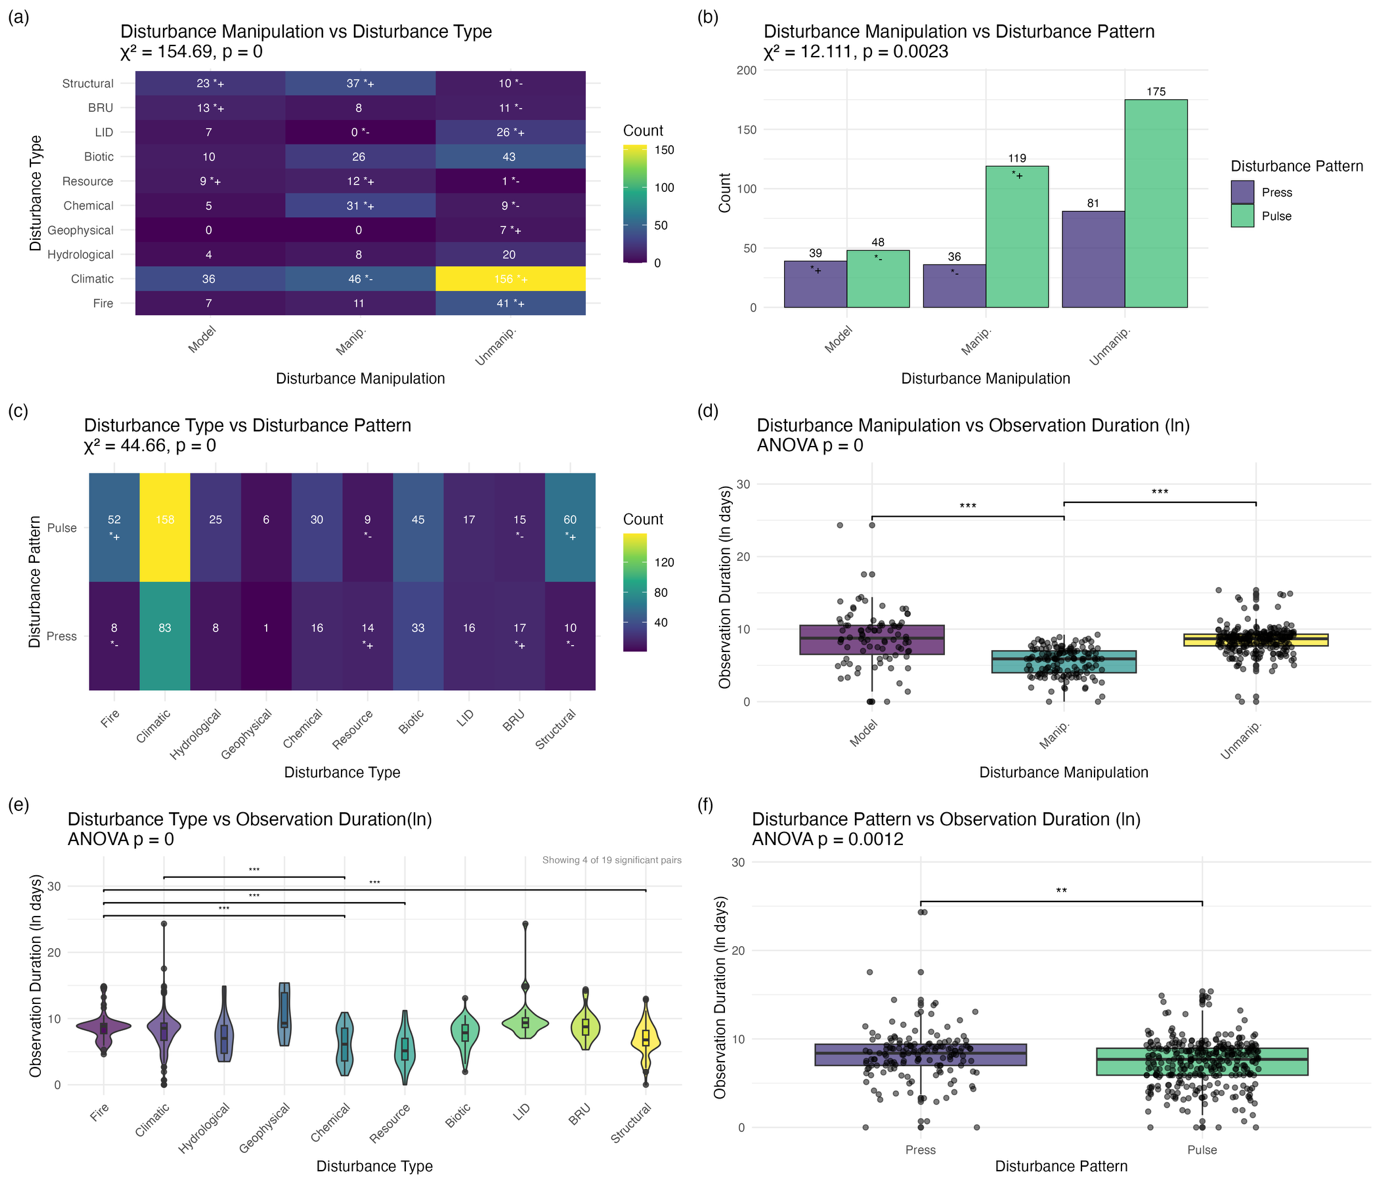 (a)
Disturbance Manipulation vs Disturbance Type
χ² = 154.69, p = 0
Disturbance Type
Structural 23 *+ 37 *+ 10 *-
BRU 13 *+ 8 11 *-
LID 7 0 *- 26 *+
Biotic 10 26 43
Resource 9 *+ 12 *+ 1 *-
Chemical 5 31 *+ 9 *-
Geophysical 0 0 7 *+
Hydrological 4 8 20
Climatic 36 46 *- 156 *+
Fire 7 11 41 *+
Model Manip. Unmanip.
Disturbance Manipulation
Count
150
100
50
0
(b)
Disturbance Manipulation vs Disturbance Pattern
χ² = 12.111, p = 0.0023
Count
200
150
100
50
0
39 *+
48 *-
36 *-
119 *+
81
175
Model Manip. Unmanip.
Disturbance Manipulation
Disturbance Pattern
Press
Pulse
(c)
Disturbance Type vs Disturbance Pattern
χ² = 44.66, p = 0
Disturbance Pattern
Pulse 52 158 25 6 30 9 45 17 15 60
*+ *- *- *+
Press 8 83 8 1 16 14 33 16 17 10
*- *+ *+ *-
Fire Climatic Hydrological Geophysical Chemical Resource Biotic LID BRU Structural
Disturbance Type
Count
120
80
40
(d)
Disturbance Manipulation vs Observation Duration (ln)
ANOVA p = 0
Observation Duration (ln days)
30
20
10
0
*** ***
Model Manip. Unmanip.
Disturbance Manipulation
(e)
Disturbance Type vs Observation Duration(ln)
ANOVA p = 0
Showing 4 of 19 significant pairs
Observation Duration (ln days)
30
20
10
0
***
***
***
***
Fire Climatic Hydrological Geophysical Chemical Resource Biotic LID BRU Structural
Disturbance Type
(f)
Disturbance Pattern vs Observation Duration (ln)
ANOVA p = 0.0012
Observation Duration (ln days)
30
20
10
0
**
Press Pulse
Disturbance Pattern